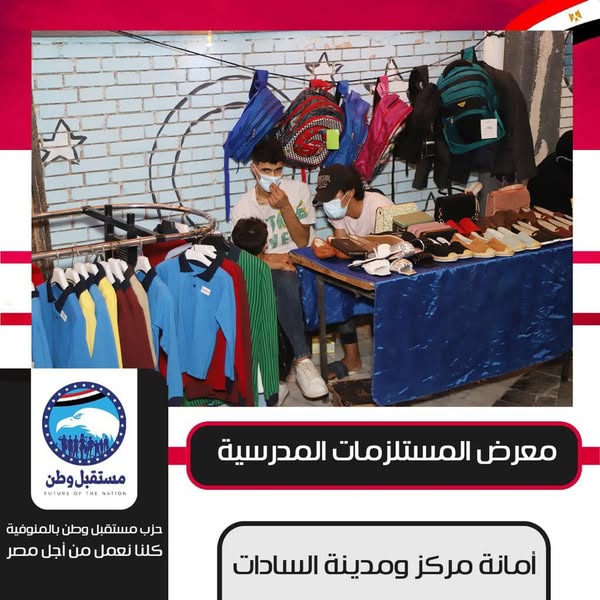 معرض المستلزمات المدرسية
مستقبل وطن
FUTURE OF THE NATION
حزب مستقبل وطن بالمنوفية
كلنا نعمل من أجل مصر
أمانة مركز ومدينة السادات